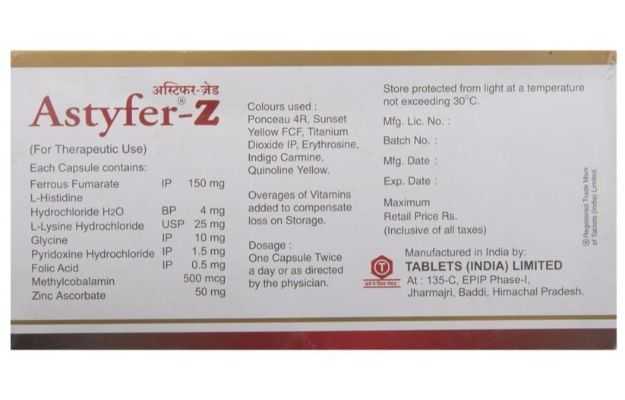 अस्टिफर-ज़ेड
Astyfer®-Z
(For Therapeutic Use)
Each Capsule contains:
Ferrous Fumarate IP 150 mg
L-Histidine
Hydrochloride H2O BP 4 mg
L-Lysine Hydrochloride USP 25 mg
Glycine IP 10 mg
Pyridoxine Hydrochloride IP 1.5 mg
Folic Acid IP 0.5 mg
Methylcobalamin 500 mcg
Zinc Ascorbate 50 mg
Colours used :
Ponceau 4R, Sunset
Yellow FCF, Titanium
Dioxide IP, Erythrosine,
Indigo Carmine,
Quinoline Yellow.
Overages of Vitamins
added to compensate
loss on Storage.
Dosage :
One Capsule Twice
a day or as directed
by the physician.
Store protected from light at a temperature
not exceeding 30°C.
Mfg. Lic. No. :
Batch No. :
Mfg. Date :
Exp. Date :
Maximum
Retail Price Rs.
(Inclusive of all taxes)
Manufactured in India by:
TABLETS (INDIA) LIMITED
At : 135-C, EPIP Phase-I,
Jharmajri, Baddi, Himachal Pradesh.
® Registered Trade Mark
of Tablets (India) Limited.